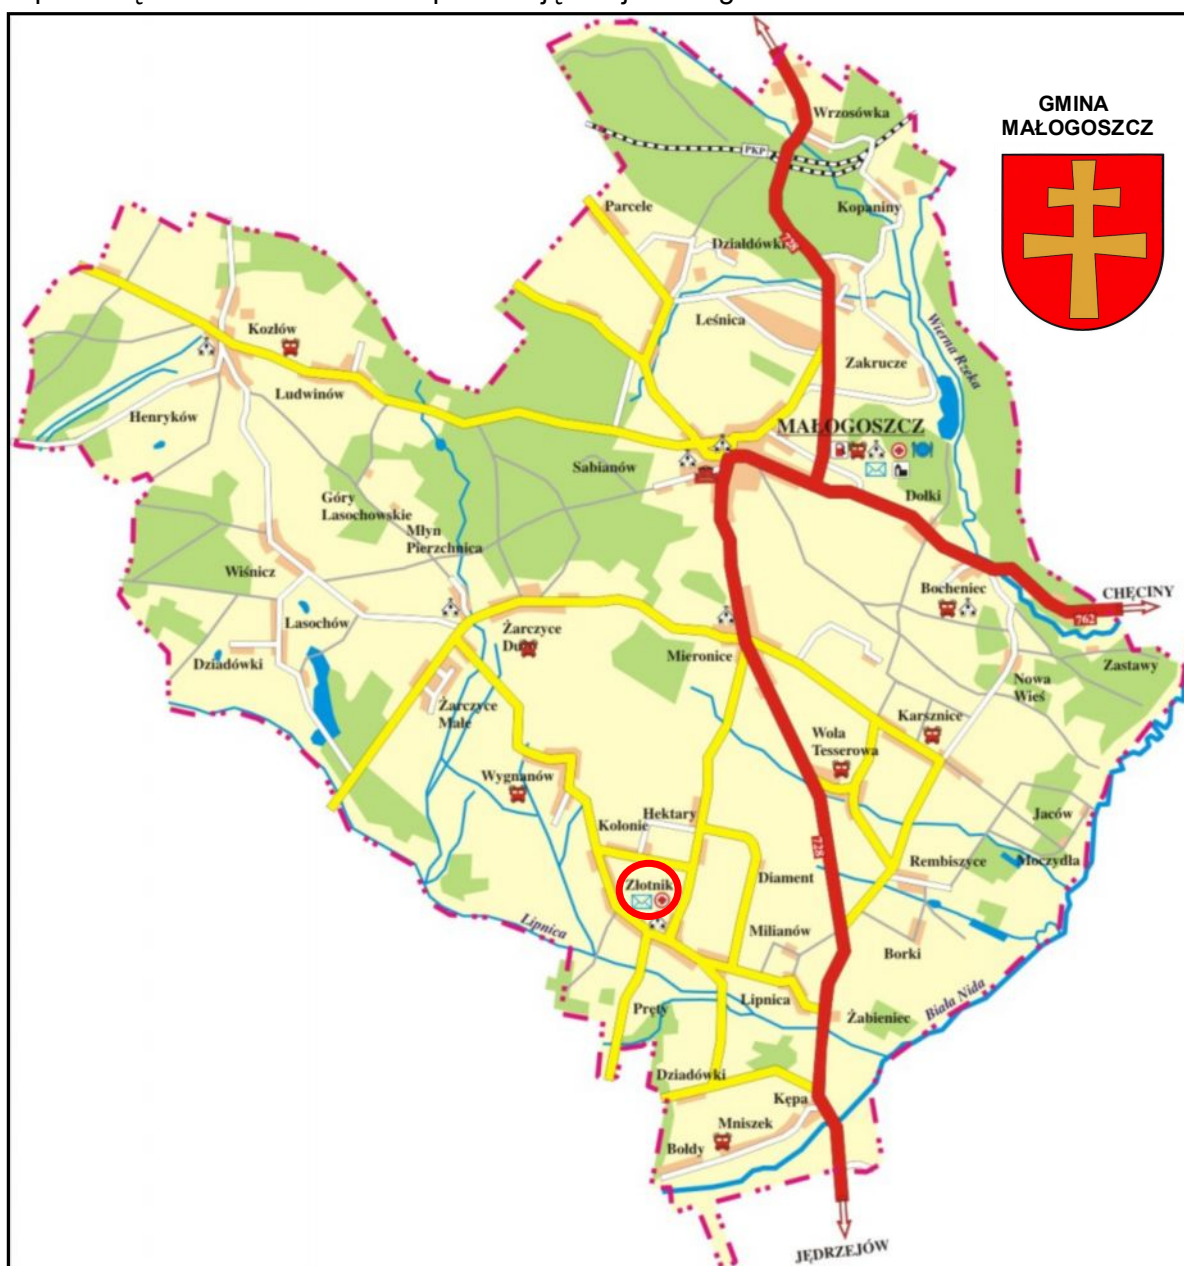 GMINA
MAŁOGOSZCZ
Wrzosówka
PKP
Kopaniny
Parcele
Działdówki
728
Leśnica
Wierna Rzeka
Zakrucze
Kozłów
Ludwinów
Henryków
MAŁOGOSZCZ
Sabianów
Dołki
Góry
Lasochowskie
Młyn
Pierzchnica
Wiśnicz
Bocheniec
CHĘCINY
762
Lasochów
Żarczyce
Mieronice
Dziadówki
Zastawy
Nowa
Wieś
Żarczyce
Małe
Karsznice
Wola
Tesserowa
Wygnanów
Hektary
Kolonie
Jaców
728
Rembiszyce
Moczydła
Złotnik
Diament
Lipnica
Milianów
Borki
Biała Nida
Pręty
Lipnica
Żabieniec
Dziadówki
Kępa
Mniszek
Bołdy
JĘDRZEJÓW